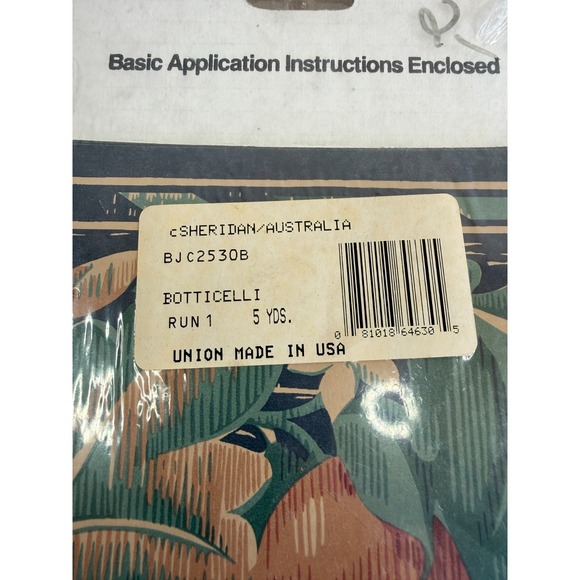 Basic Application Instructions Enclosed
cSHERIDAN/AUSTRALIA
BJC2530B
BOTTICELLI
RUN 1 5 YDS.
0 81018 64630 5
UNION MADE IN USA